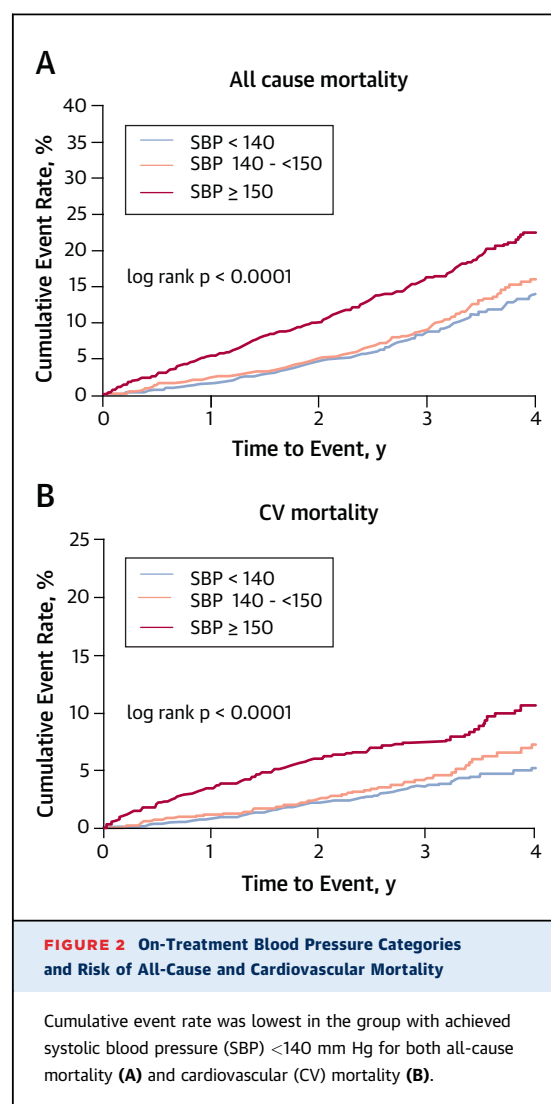 A
All cause mortality
Cumulative Event Rate, %
40
35
30
25
20
15
10
5
0
SBP < 140
SBP 140 - <150
SBP ≥ 150
log rank p < 0.0001
0 1 2 3 4
Time to Event, y
B
CV mortality
Cumulative Event Rate, %
25
20
15
10
5
0
SBP < 140
SBP 140 - <150
SBP ≥ 150
log rank p < 0.0001
0 1 2 3 4
Time to Event, y
FIGURE 2 On-Treatment Blood Pressure Categories
and Risk of All-Cause and Cardiovascular Mortality
Cumulative event rate was lowest in the group with achieved
systolic blood pressure (SBP) <140 mm Hg for both all-cause
mortality (A) and cardiovascular (CV) mortality (B).